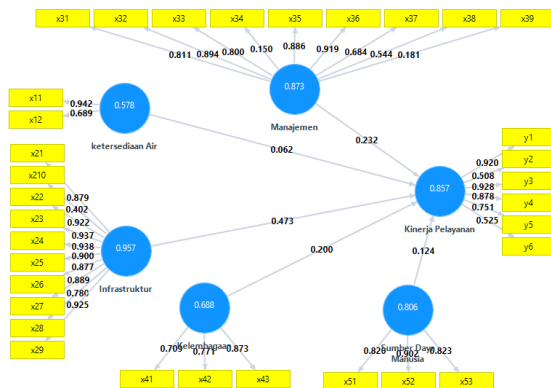 x31
x32
x33
x34
x35
x36
x37
x38
x39
0.811
0.894
0.800
0.150
0.886
0.919
0.684
0.544
0.181
0.873
Manajemen
x11
x12
0.942
0.689
0.578
ketersediaan Air
0.062
0.232
y1
y2
y3
y4
y5
y6
0.920
0.508
0.928
0.878
0.751
0.525
0.857
Kinerja Pelayanan
x21
x210
x22
x23
x24
x25
x26
x27
x28
x29
0.879
0.402
0.922
0.937
0.938
0.900
0.877
0.889
0.780
0.925
0.957
Infrastruktur
0.473
0.200
0.124
0.688
Kelembagaan
0.709
0.771
0.873
x41
x42
x43
0.806
Sumber Daya
Manusia
0.902
0.823
x51
x52
x53